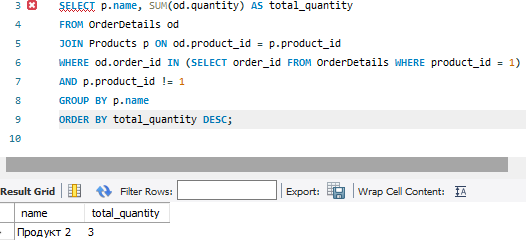 3 SELECT p.name, SUM(od.quantity) AS total_quantity
4 FROM OrderDetails od
5 JOIN Products p ON od.product_id = p.product_id
6 WHERE od.order_id IN (SELECT order_id FROM OrderDetails WHERE product_id = 1)
7 AND p.product_id != 1
8 GROUP BY p.name
9 ORDER BY total_quantity DESC;
10
Result Grid Filter Rows: Export: Wrap Cell Content:
name total_quantity
Продукт 2 3